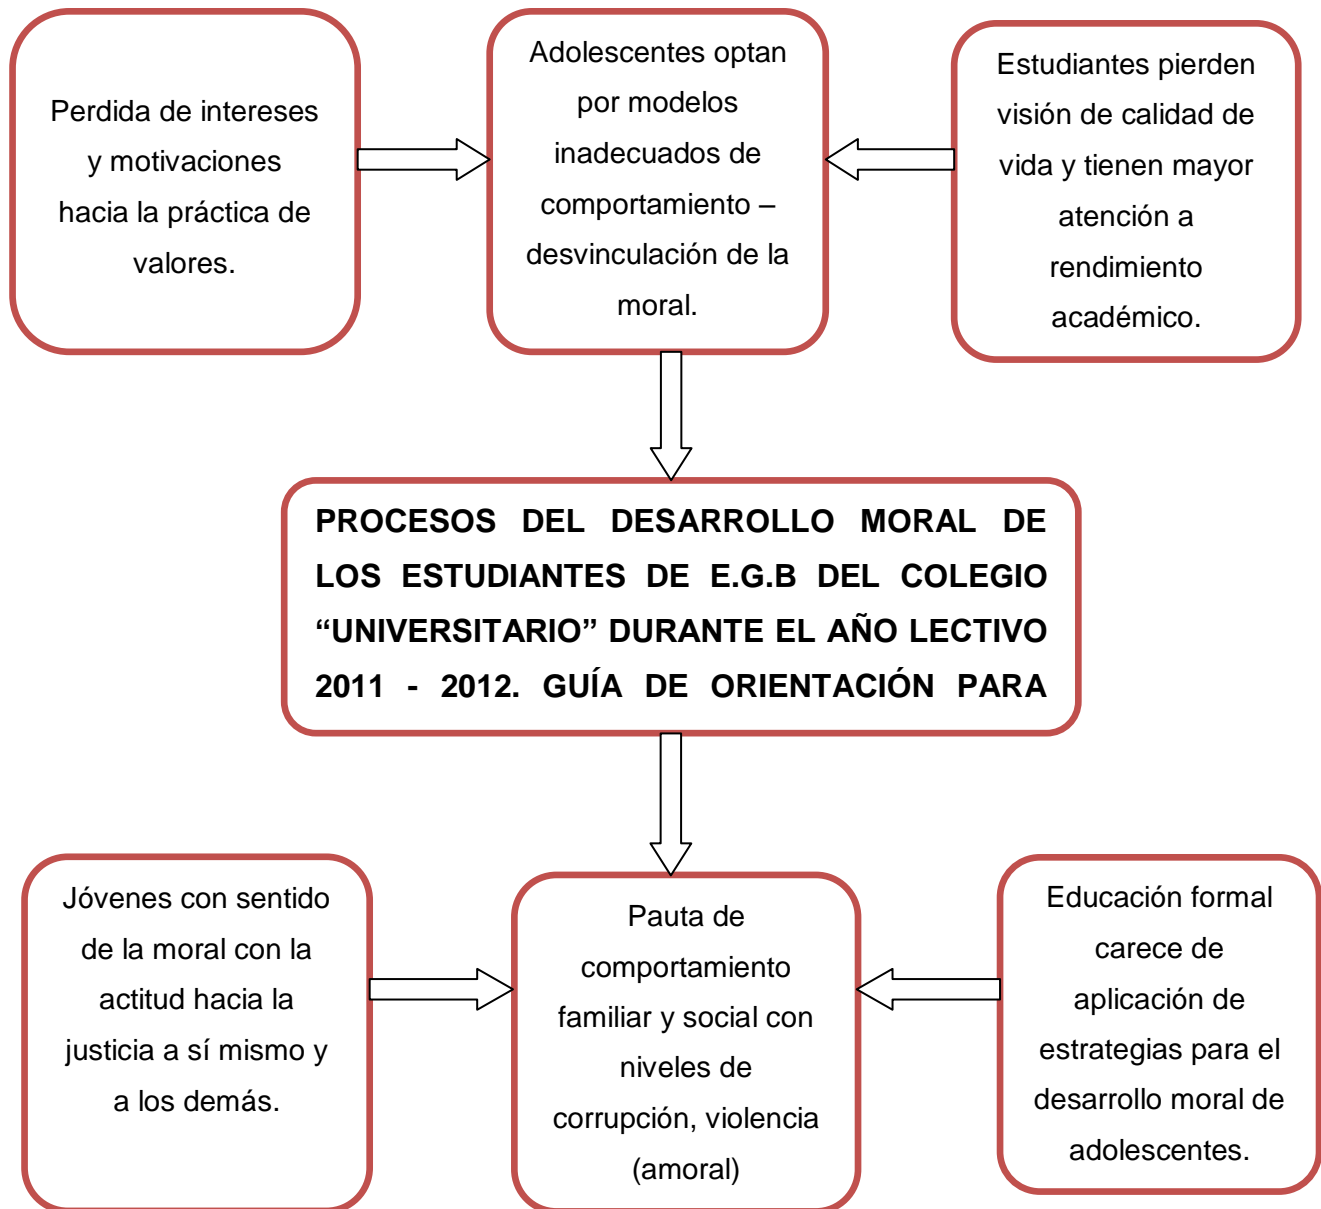 Perdida de intereses
y motivaciones
hacia la práctica de
valores.
Adolescentes optan
por modelos
inadecuados de
comportamiento –
desvinculación de la
moral.
Estudiantes pierden
visión de calidad de
vida y tienen mayor
atención a
rendimiento
académico.
PROCESOS DEL DESARROLLO MORAL DE
LOS ESTUDIANTES DE E.G.B DEL COLEGIO
“UNIVERSITARIO” DURANTE EL AÑO LECTIVO
2011 - 2012. GUÍA DE ORIENTACIÓN PARA
Jóvenes con sentido
de la moral con la
actitud hacia la
justicia a sí mismo y
a los demás.
Pauta de
comportamiento
familiar y social con
niveles de
corrupción, violencia
(amoral)
Educación formal
carece de
aplicación de
estrategias para el
desarrollo moral de
adolescentes.